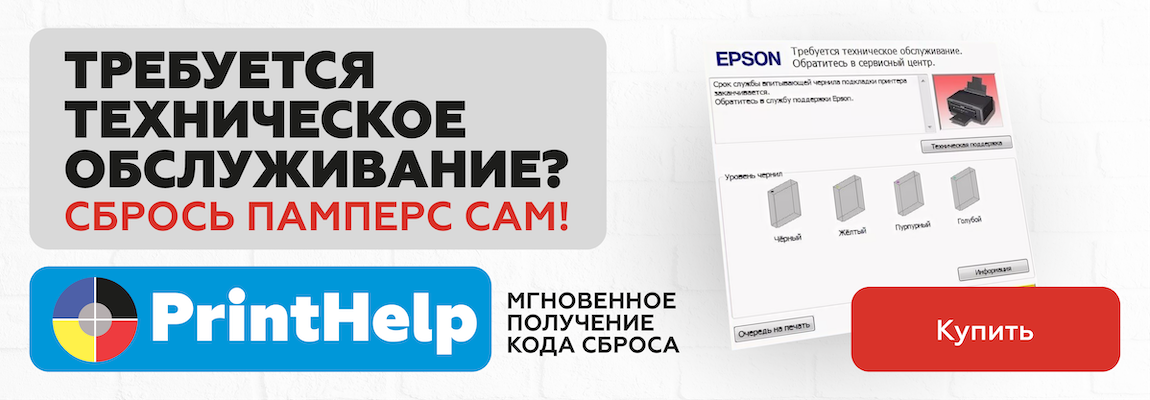 ТРЕБУЕТСЯ
ТЕХНИЧЕСКОЕ
ОБСЛУЖИВАНИЕ?
СБРОСЬ ПАМПЕРС САМ!
PrintHelp
МГНОВЕННОЕ
ПОЛУЧЕНИЕ
КОДА СБРОСА
EPSON
Требуется техническое обслуживание.
Обратитесь в сервисный центр.
Срок службы впитывающей чернила подкладки принтера
заканчивается.
Обратитесь в службу поддержки Epson.
Техническая поддержка
Уровень чернил
Чёрный
Жёлтый
Пурпурный
Голубой
Информация
Очередь на печать
Купить